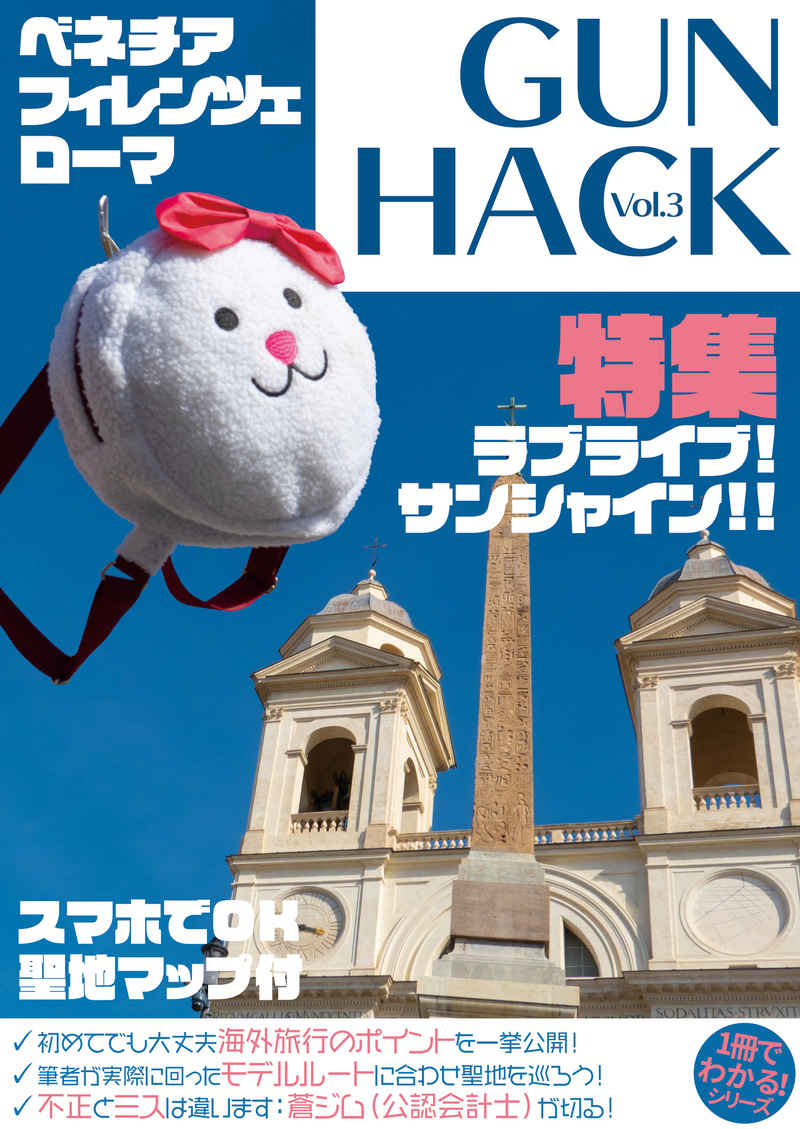 ベネチア
フィレンツェ
ローマ
GUN
HACK
Vol.3
特集
ラブライブ!
サンシャイン!!
スマホでOK
聖地マップ付
✓ 初めてでも大丈夫海外旅行のポイントを一挙公開!
✓ 筆者が実際に回ったモデルルートに合わせ聖地を巡ろう!
✓ 不正とミスは違います:蒼ジム(公認会計士)が切る!
1冊で
わかる!
シリーズ
SODALITAS·STRVXIT